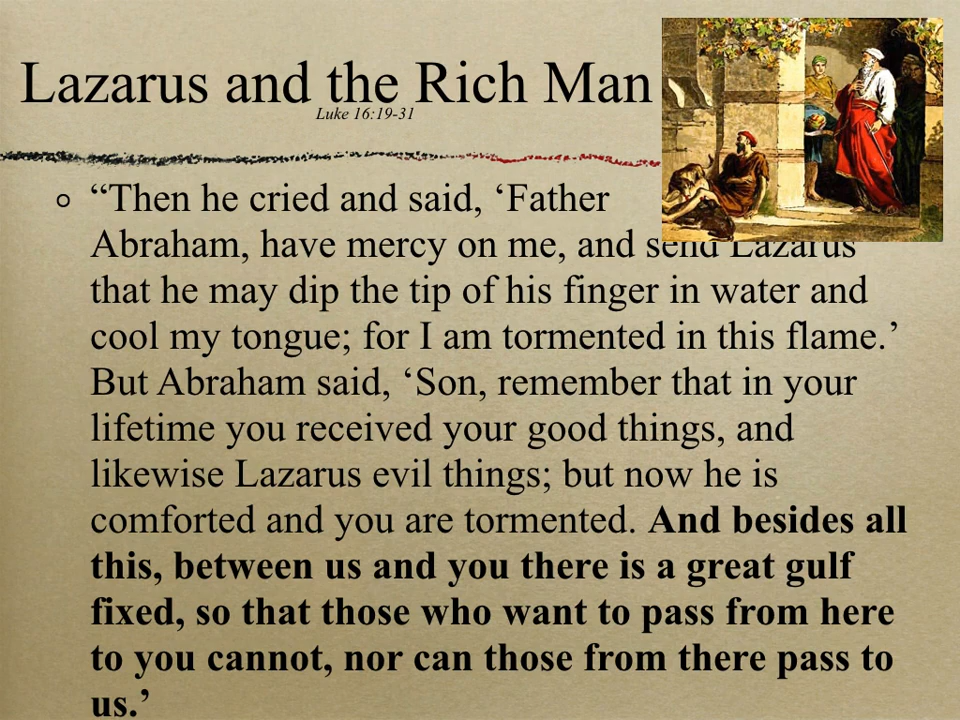 Lazarus and the Rich Man
Luke 16:19-31
“Then he cried and said, ‘Father
Abraham, have mercy on me, and send Lazarus
that he may dip the tip of his finger in water and
cool my tongue; for I am tormented in this flame.’
But Abraham said, ‘Son, remember that in your
lifetime you received your good things, and
likewise Lazarus evil things; but now he is
comforted and you are tormented. And besides all
this, between us and you there is a great gulf
fixed, so that those who want to pass from here
to you cannot, nor can those from there pass to
us.’